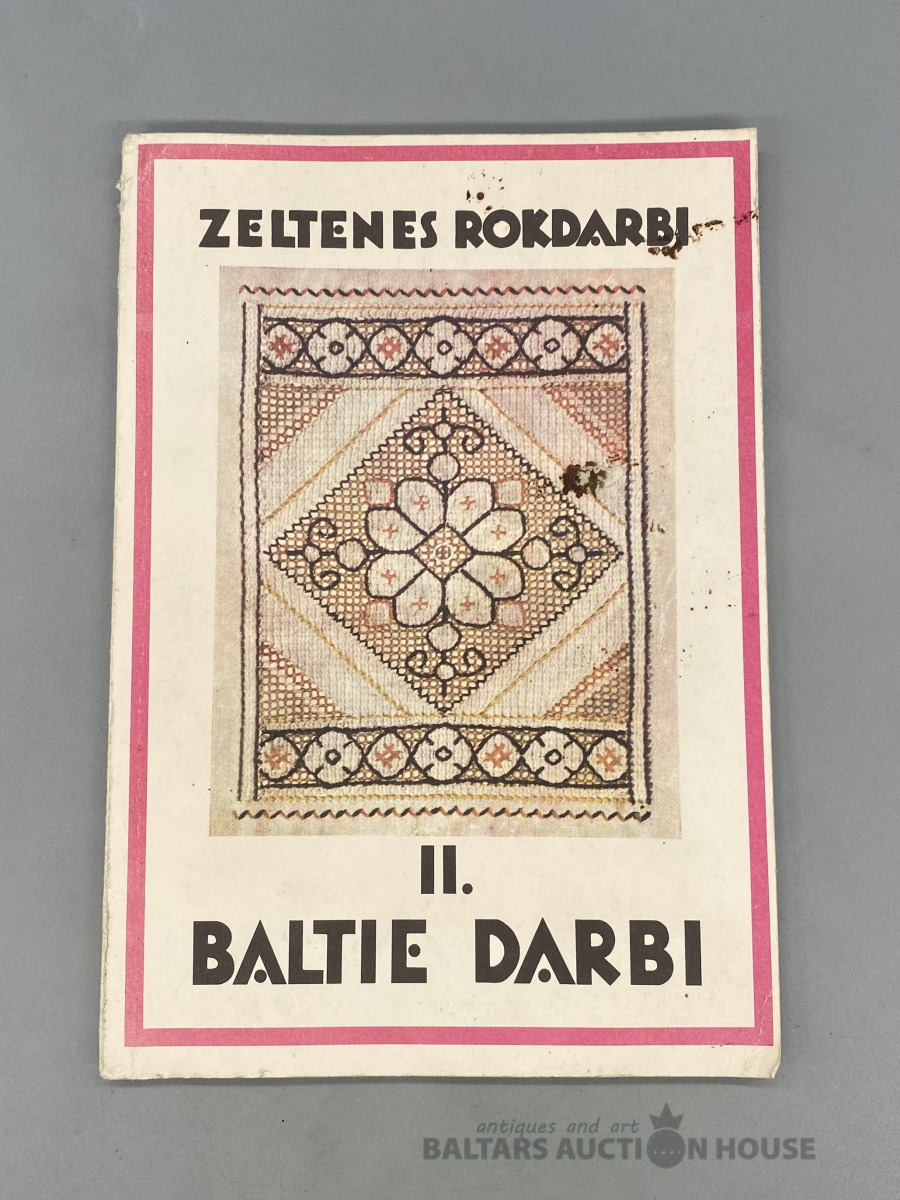 ZELTENES ROKDARBI
II.
BALTIE DARBI
antiques and art
BALTARS AUCTION HOUSE